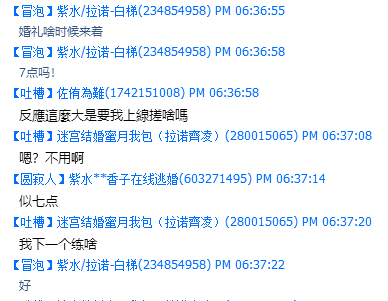 【冒泡】紫水/拉诺-白梯(234854958) PM 06:36:55
婚礼啥时候来着
【冒泡】紫水/拉诺-白梯(234854958) PM 06:36:58
7点吗!
【吐槽】佐侑為難(1742151008) PM 06:36:58
反應這麼大是要我上線搓啥嗎
【吐槽】迷宫结婚蜜月我包（拉诺齊凌）(280015065) PM 06:37:08
嗯？不用啊
【圆寂人】紫水**香子在线逃婚(603271495) PM 06:37:14
似七点
【吐槽】迷宫结婚蜜月我包（拉诺齊凌）(280015065) PM 06:37:20
我下一个练啥
【冒泡】紫水/拉诺-白梯(234854958) PM 06:37:22
好